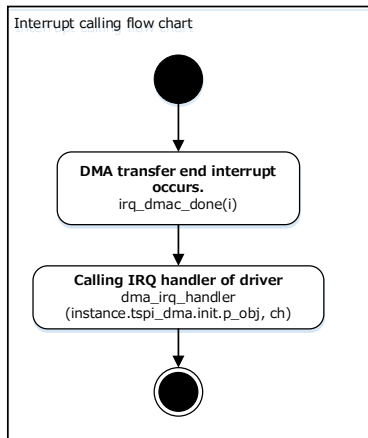 Interrupt calling flow chart
DMA transfer end interrupt
occurs.
irq_dmac_done(i)
Calling IRQ handler of driver
dma_irq_handler
(instance.tspi_dma.init.p_obj, ch)